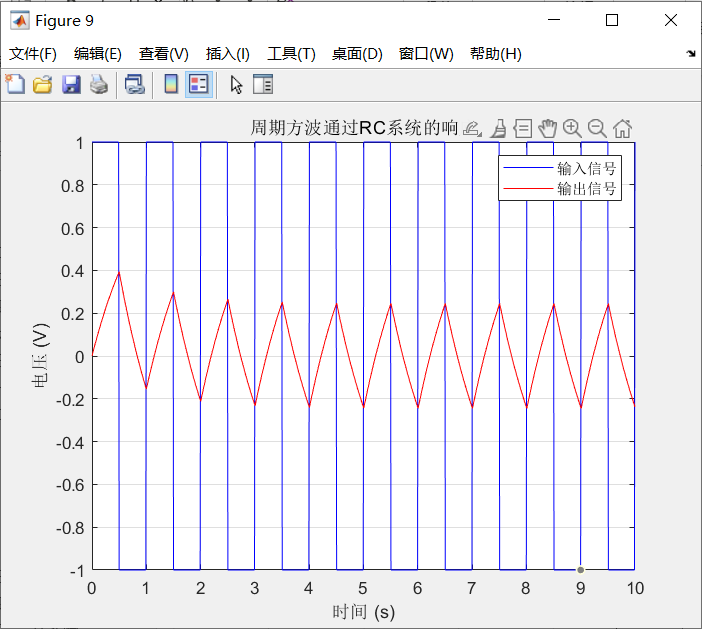 Figure 9
文件(F) 编辑(E) 查看(V) 插入(I) 工具(T) 桌面(D) 窗口(W) 帮助(H)
周期方波通过RC系统的响
输入信号
输出信号
1
0.8
0.6
0.4
0.2
0
-0.2
-0.4
-0.6
-0.8
-1
电压 (V)
0 1 2 3 4 5 6 7 8 9 10
时间 (s)